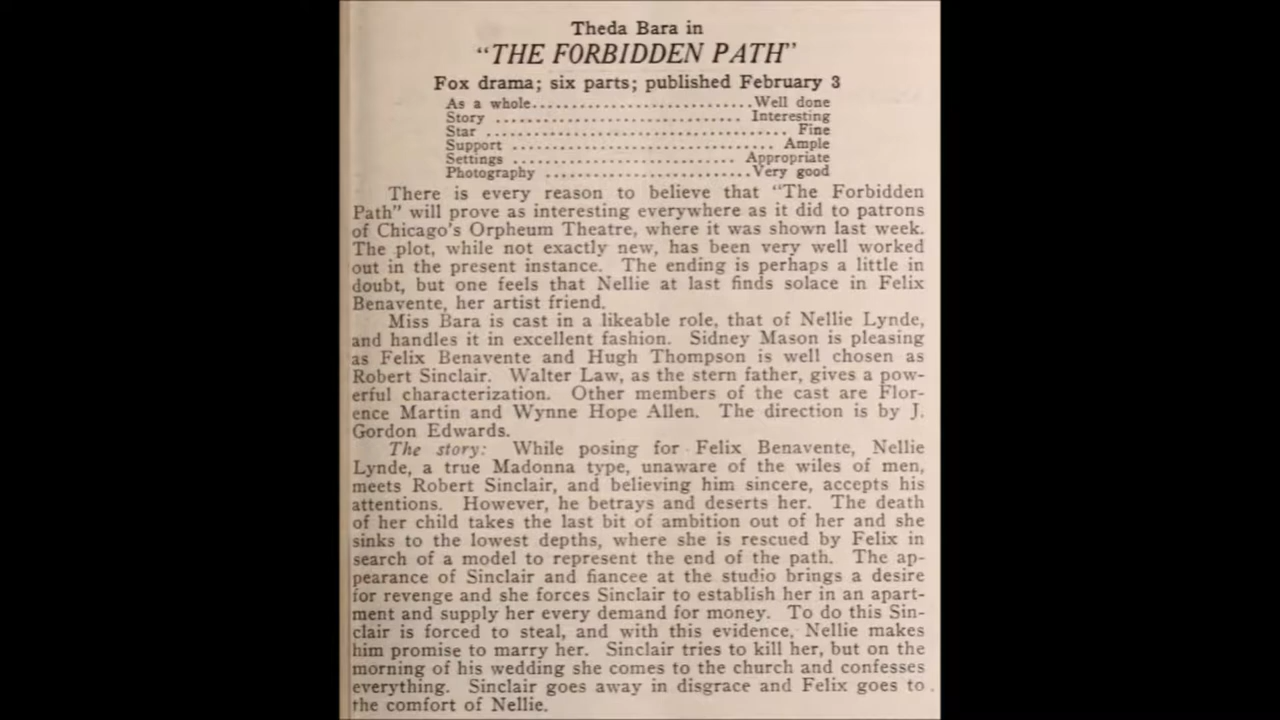 Theda Bara in
"THE FORBIDDEN PATH"
Fox drama; six parts; published February 3
As a whole..............................Well done
Story ................................. Interesting
Star ........................................ Fine
Support ................................... Ample
Settings .............................. Appropriate
Photography ............................Very good
There is every reason to believe that "The Forbidden
Path" will prove as interesting everywhere as it did to patrons
of Chicago's Orpheum Theatre, where it was shown last week.
The plot, while not exactly new, has been very well worked
out in the present instance. The ending is perhaps a little in
doubt, but one feels that Nellie at last finds solace in Felix
Benavente, her artist friend.
Miss Bara is cast in a likeable role, that of Nellie Lynde,
and handles it in excellent fashion. Sidney Mason is pleasing
as Felix Benavente and Hugh Thompson is well chosen as
Robert Sinclair. Walter Law, as the stern father, gives a pow-
erful characterization. Other members of the cast are Flor-
ence Martin and Wynne Hope Allen. The direction is by J.
Gordon Edwards.
The story: While posing for Felix Benavente, Nellie
Lynde, a true Madonna type, unaware of the wiles of men,
meets Robert Sinclair, and believing him sincere, accepts his
attentions. However, he betrays and deserts her. The death
of her child takes the last bit of ambition out of her and she
sinks to the lowest depths, where she is rescued by Felix in
search of a model to represent the end of the path. The ap-
pearance of Sinclair and fiancee at the studio brings a desire
for revenge and she forces Sinclair to establish her in an apart-
ment and supply her every demand for money. To do this Sin-
clair is forced to steal, and with this evidence, Nellie makes
him promise to marry her. Sinclair tries to kill her, but on the
morning of his wedding she comes to the church and confesses
everything. Sinclair goes away in disgrace and Felix goes to
the comfort of Nellie.